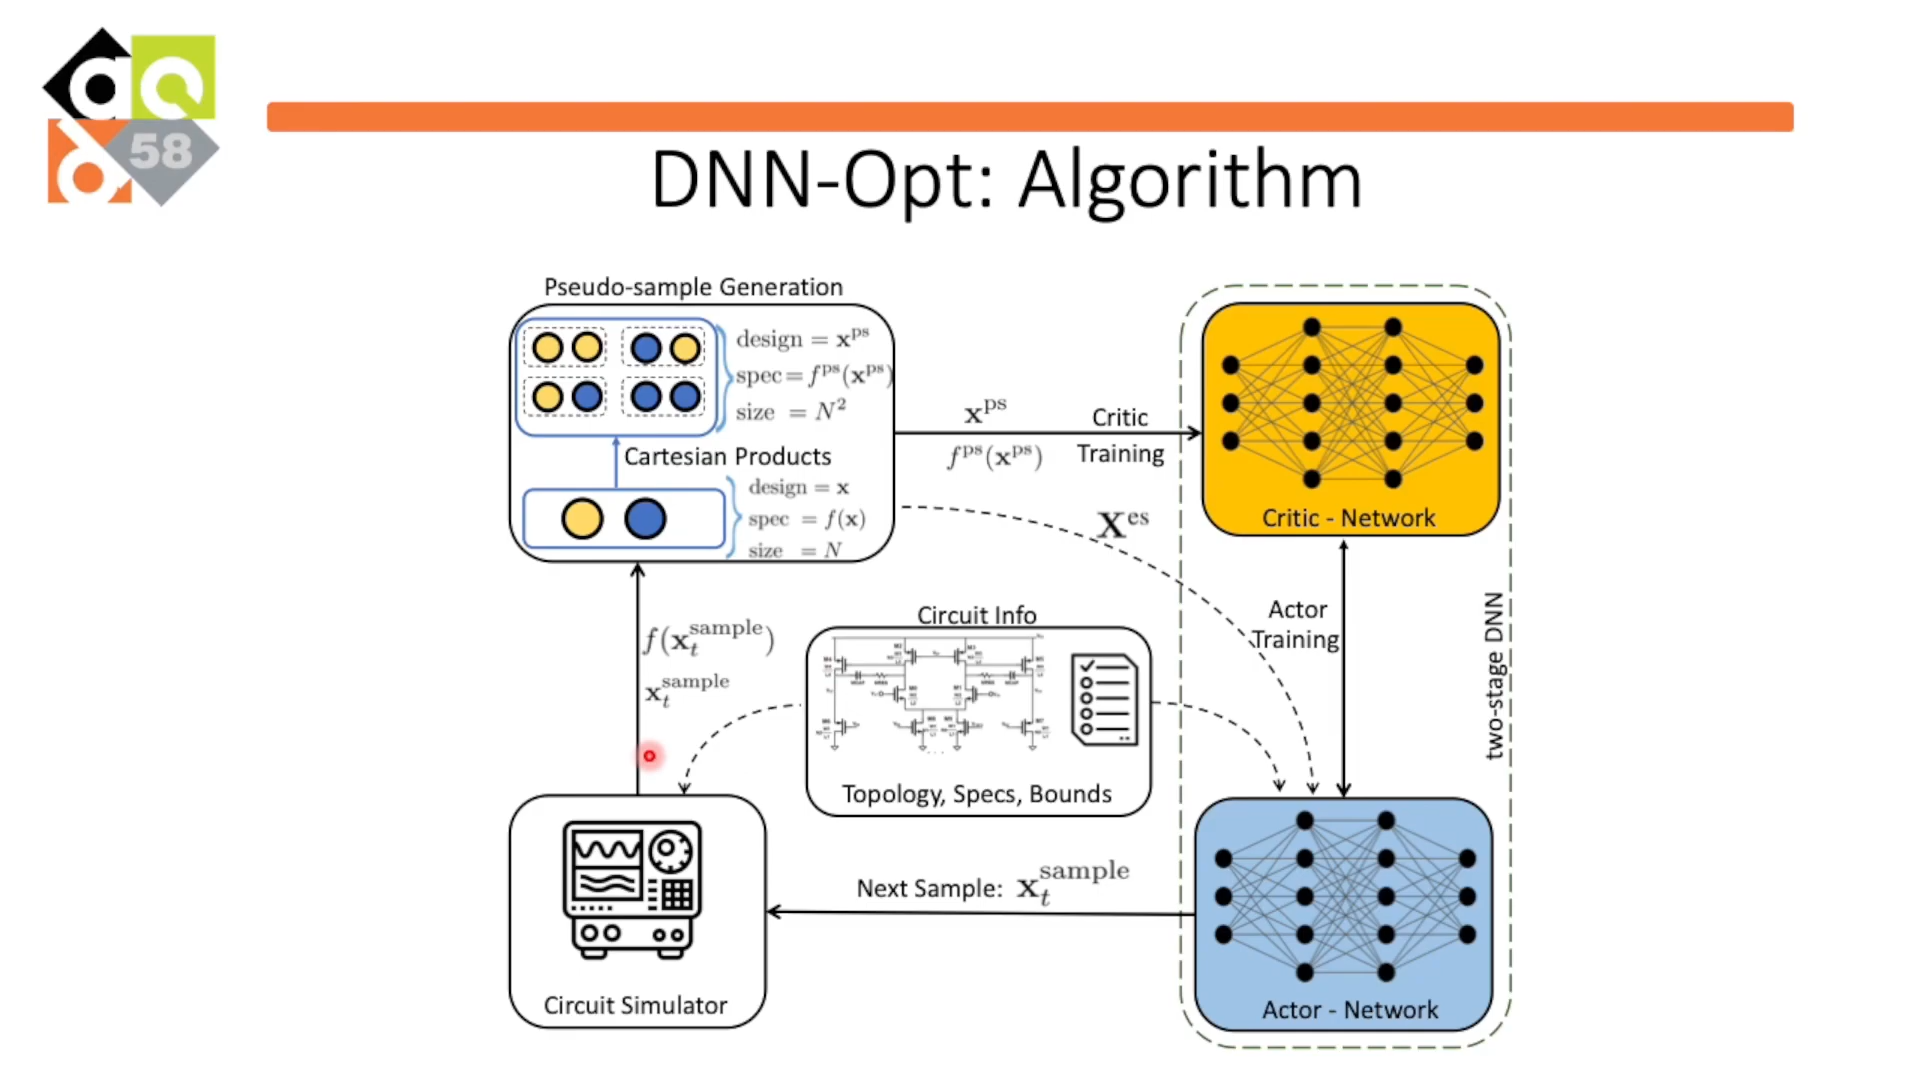 58
DNN-Opt: Algorithm
Pseudo-sample Generation
design = x^ps
spec = f^ps(x^ps)
size = N^2
Cartesian Products
design = x
spec = f(x)
size = N
x^ps
f^ps(x^ps)
Critic
Training
X^es
Critic - Network
f(x_t^sample)
x_t^sample
Circuit Info
Topology, Specs, Bounds
Actor
Training
two-stage DNN
Next Sample: x_t^sample
Circuit Simulator
Actor - Network